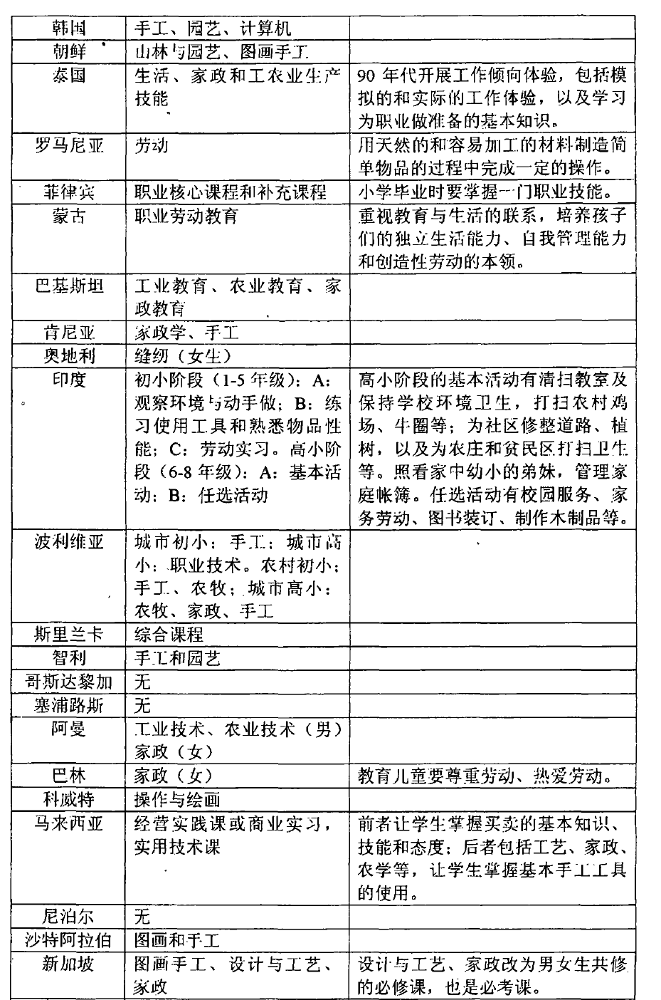 韩国 手工、园艺、计算机
朝鲜 山林与园艺、图画手工
泰国 生活、家政和工农业生产 90 年代开展工作倾向体验，包括模
技能 拟的和实际的工作体验，以及学习
为职业做准备的基本知识。
罗马尼亚 劳动 用天然的和容易加工的材料制造简
单物品的过程中完成一定的操作。
菲律宾 职业核心课程和补充课程 小学毕业时要掌握一门职业技能。
蒙古 职业劳动教育 重视教育与生活的联系，培养孩子
们的独立生活能力、自我管理能力
和创造性劳动的本领。
巴基斯坦 工业教育、农业教育、家
政教育
肯尼亚 家政学、手工
奥地利 缝纫（女生）
印度 初小阶段（1-5 年级）：A： 高小阶段的基本活动有清扫教室及
观察环境与动手做；B：练 保持学校环境卫生，打扫农村鸡
习使用工具和熟悉物品性 场、牛圈等；为社区修整道路、植
能；C：劳动实习。高小阶 树，以及为农庄和贫民区打扫卫生
段（6-8 年级）：A：基本活 等。照看家中幼小的弟妹，管理家
动；B：任选活动 庭帐簿。任选活动有校园服务、家
务劳动、图书装订、制作木制品等。
波利维亚 城市初小：手工；城市高
小：职业技术。农村初小：
手工、农牧；城市高小：
农牧、家政、手工
斯里兰卡 综合课程
智利 手工和园艺
哥斯达黎加 无
塞浦路斯 无
阿曼 工业技术、农业技术（男）
家政（女）
巴林 家政（女） 教育儿童要尊重劳动、热爱劳动。
科威特 操作与绘画
马来西亚 经营实践课或商业实习， 前者让学生掌握买卖的基本知识、
实用技术课 技能和态度；后者包括工艺、家政、
农学等，让学生掌握基本手工工具
的使用。
尼泊尔 无
沙特阿拉伯 图画和手工
新加坡 图画手工、设计与工艺、 设计与工艺、家政改为男女生共修
家政 的必修课，也是必考课。